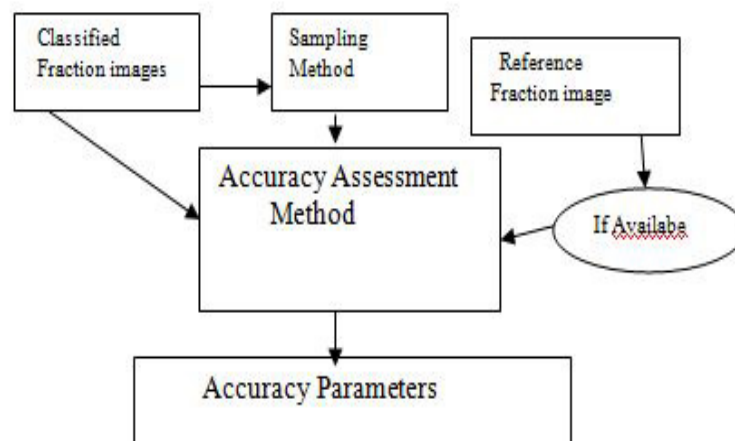 Classified
Fraction images
Sampling
Method
Reference
Fraction image
Accuracy Assessment
Method
If Availabe
Accuracy Parameters